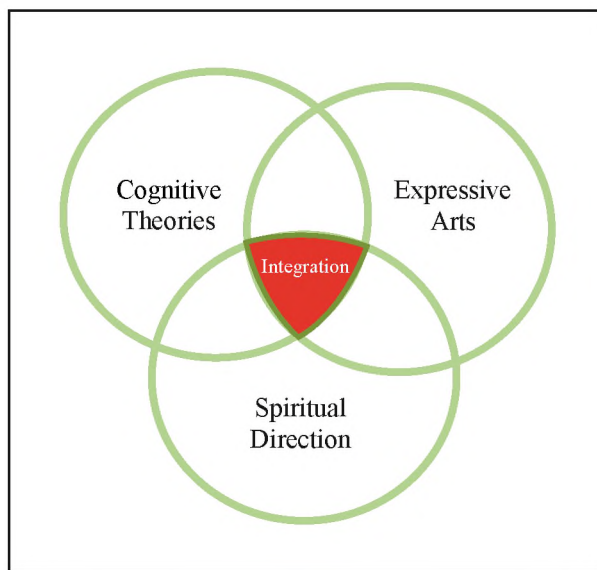 Cognitive
Theories
Expressive
Arts
Integration
Spiritual
Direction